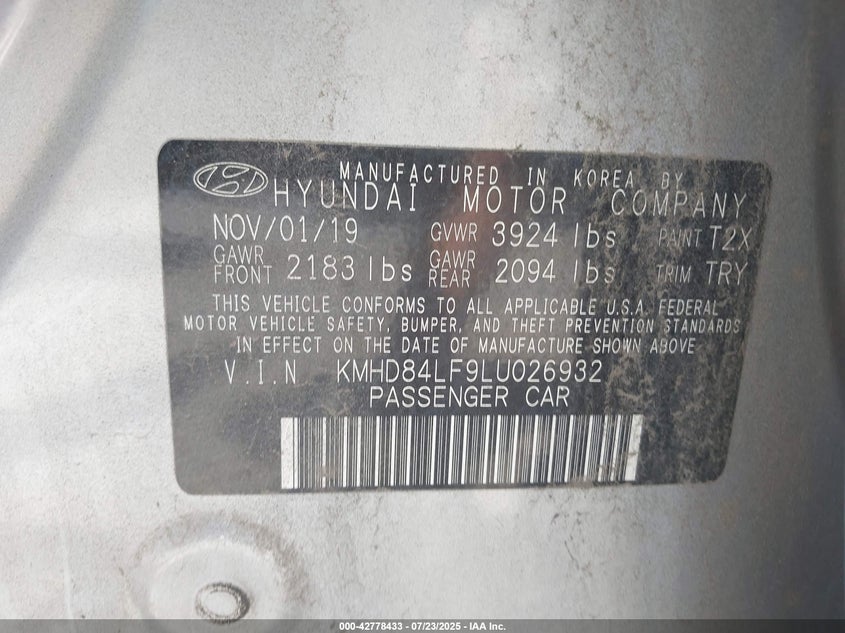 MANUFACTURED IN KOREA BY
HYUNDAI MOTOR COMPANY
NOV/01/19 GVWR 3924 lbs PAINT T2X
GAWR FRONT 2183 lbs GAWR REAR 2094 lbs TRIM TRY
THIS VEHICLE CONFORMS TO ALL APPLICABLE U.S.A. FEDERAL
MOTOR VEHICLE SAFETY, BUMPER, AND THEFT PREVENTION STANDARDS
IN EFFECT ON THE DATE OF MANUFACTURE SHOWN ABOVE
V.I.N KMHD84LF9LU026932
PASSENGER CAR
000-42778433 - 07/23/2025 - IAA Inc.